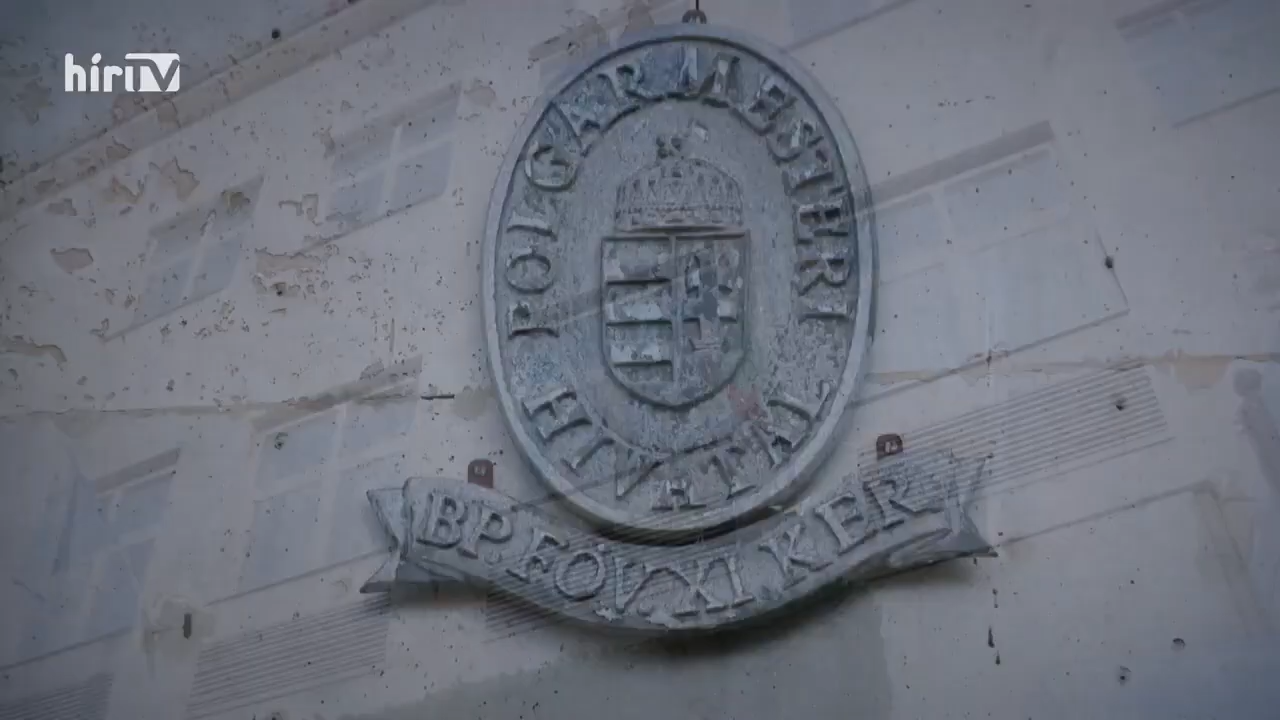 hírTV
POLGÁRMESTERI
HIVATAL
BP. FŐV. XI. KER